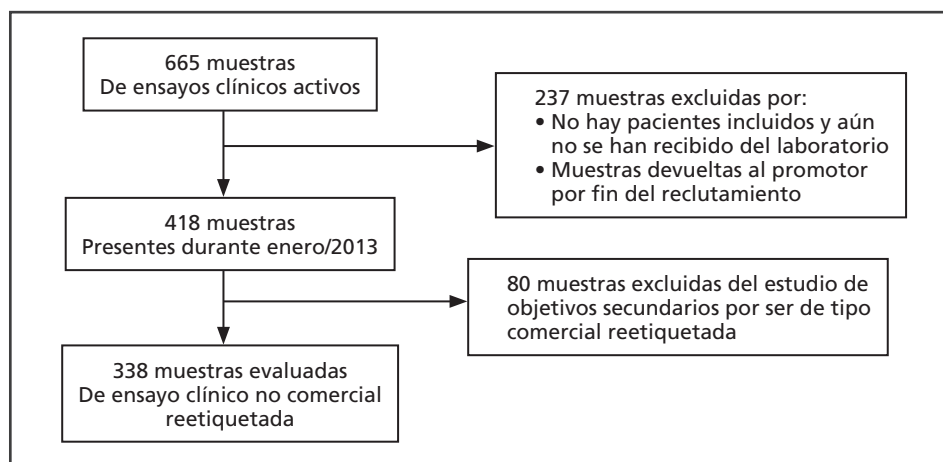 665 muestras
De ensayos clínicos activos
237 muestras excluidas por:
• No hay pacientes incluidos y aún
no se han recibido del laboratorio
• Muestras devueltas al promotor
por fin del reclutamiento
418 muestras
Presentes durante enero/2013
80 muestras excluidas del estudio de
objetivos secundarios por ser de tipo
comercial reetiquetada
338 muestras evaluadas
De ensayo clínico no comercial
reetiquetada